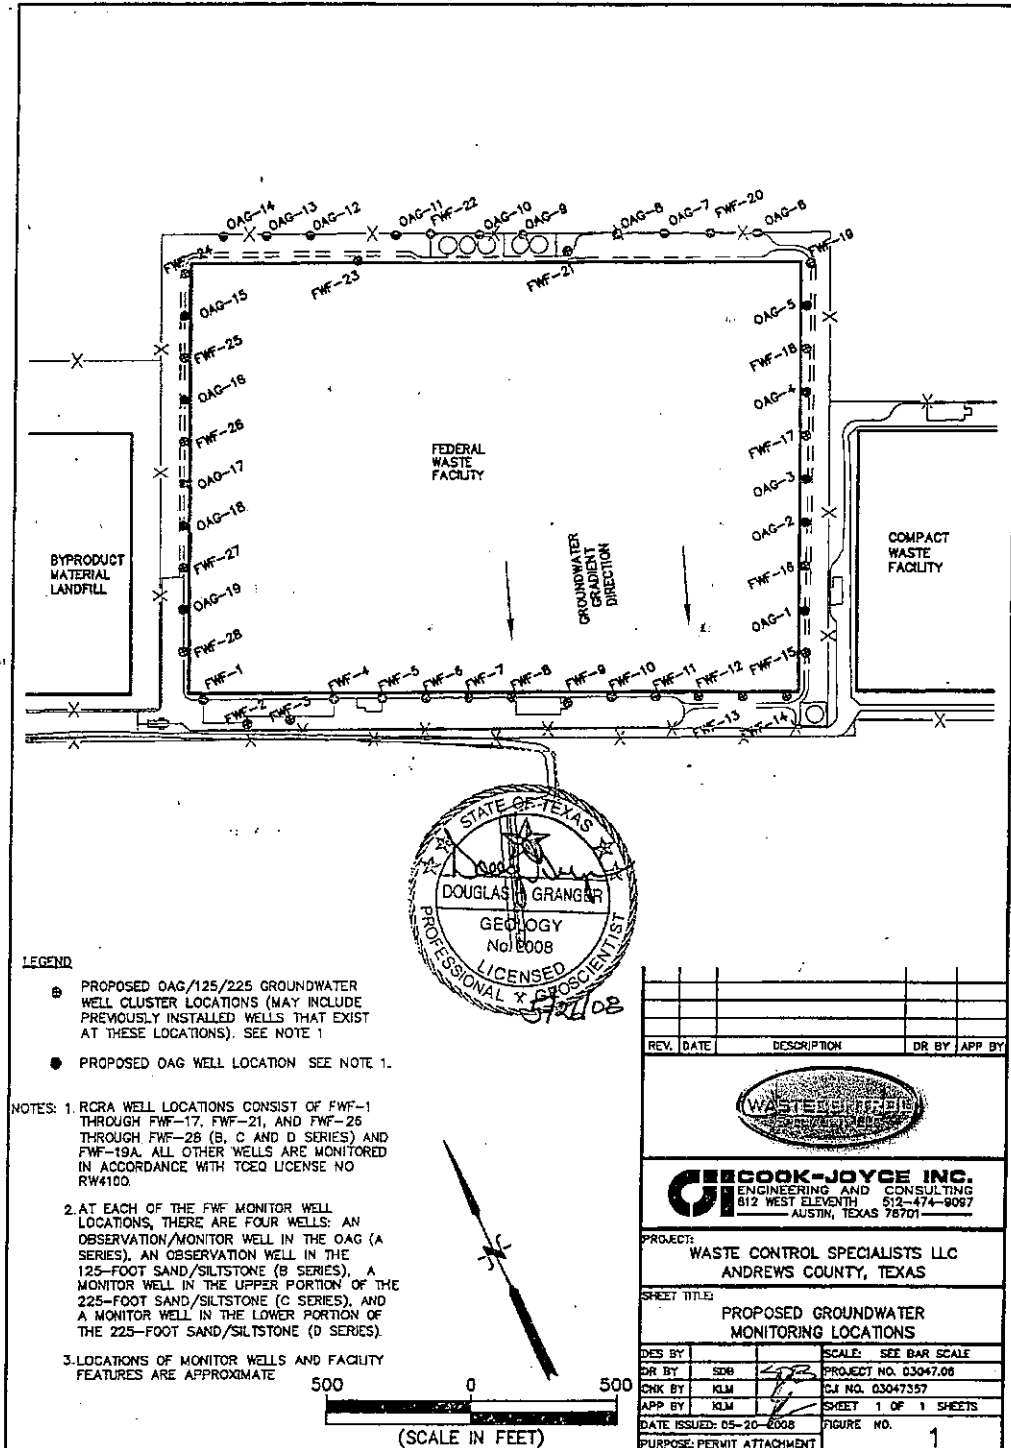 OAG-14
OAG-13
OAG-12
OAG-11
FWF-22
OAG-10
OAG-9
OAG-8
OAG-7
FWF-20
OAG-6
FWF-19
FWF-24
FWF-23
FWF-21
OAG-15
OAG-5
FWF-25
FWF-18
OAG-16
OAG-4
FWF-26
FWF-17
FEDERAL
WASTE
FACILITY
OAG-17
OAG-3
OAG-18
OAG-2
BYPRODUCT
MATERIAL
LANDFILL
COMPACT
WASTE
FACILITY
GROUNDWATER
GRADIENT
DIRECTION
FWF-27
FWF-16
OAG-19
OAG-1
FWF-28
FWF-15
FWF-1
FWF-2
FWF-3
FWF-4
FWF-5
FWF-6
FWF-7
FWF-8
FWF-9
FWF-10
FWF-11
FWF-12
FWF-13
FWF-14
STATE OF TEXAS
DOUGLAS GRANGER
GEOLOGY
LICENSED
PROFESSIONAL GEOSCIENTIST
LEGEND
PROPOSED OAG/125/225 GROUNDWATER
WELL CLUSTER LOCATIONS (MAY INCLUDE
PREVIOUSLY INSTALLED WELLS THAT EXIST
AT THESE LOCATIONS). SEE NOTE 1
PROPOSED OAG WELL LOCATION SEE NOTE 1.
NOTES: 1. RCRA WELL LOCATIONS CONSIST OF FWF-1
THROUGH FWF-17, FWF-21, AND FWF-26
THROUGH FWF-28 (B, C AND D SERIES) AND
FWF-19A. ALL OTHER WELLS ARE MONITORED
IN ACCORDANCE WITH TCEQ LICENSE NO
RW4100.
2. AT EACH OF THE FWF MONITOR WELL
LOCATIONS, THERE ARE FOUR WELLS: AN
OBSERVATION/MONITOR WELL IN THE OAG (A
SERIES), AN OBSERVATION WELL IN THE
125-FOOT SAND/SILTSTONE (B SERIES), A
MONITOR WELL IN THE UPPER PORTION OF THE
225-FOOT SAND/SILTSTONE (C SERIES), AND
A MONITOR WELL IN THE LOWER PORTION OF
THE 225-FOOT SAND/SILTSTONE (D SERIES).
3. LOCATIONS OF MONITOR WELLS AND FACILITY
FEATURES ARE APPROXIMATE
N
500 0 500
(SCALE IN FEET)
REV. DATE DESCRIPTION DR BY APP BY
WASTE CONTROL
COOK-JOYCE INC.
ENGINEERING AND CONSULTING
812 WEST ELEVENTH 512-474-9097
AUSTIN, TEXAS 78701
PROJECT:
WASTE CONTROL SPECIALISTS LLC
ANDREWS COUNTY, TEXAS
SHEET TITLE:
PROPOSED GROUNDWATER
MONITORING LOCATIONS
DES BY SCALE: SEE BAR SCALE
DR BY SDB PROJECT NO. 03047.06
CHK BY KLM CJI NO. 03047357
APP BY KLM SHEET 1 OF 1 SHEETS
DATE ISSUED: 05-20-2008 FIGURE NO.
PURPOSE: PERMIT ATTACHMENT 1